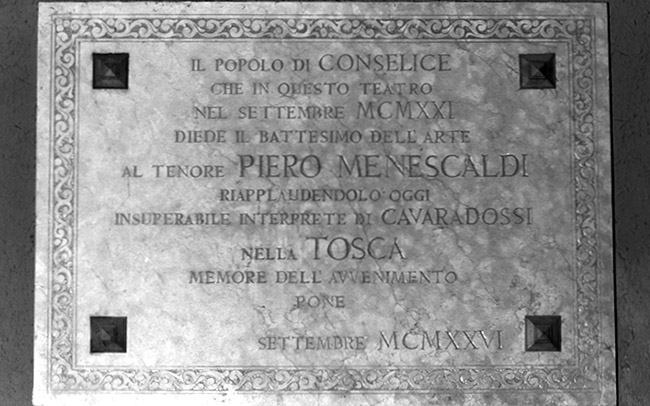 IL POPOLO DI CONSELICE
CHE IN QUESTO TEATRO
NEL SETTEMBRE MCMXXI
DIEDE IL BATTESIMO DELL'ARTE
AL TENORE PIERO MENESCALDI
RIAPPLAUDENDOLO OGGI
INSUPERABILE INTERPRETE DI CAVARADOSSI
NELLA TOSCA
MEMORE DELL'AVVENIMENTO
PONE
SETTEMBRE MCMXXVI